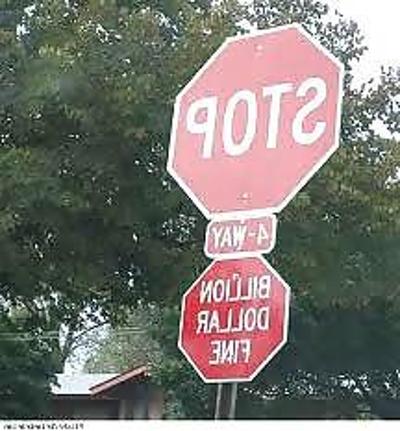 STOP
4-WAY
BILLION
DOLLAR
FINE